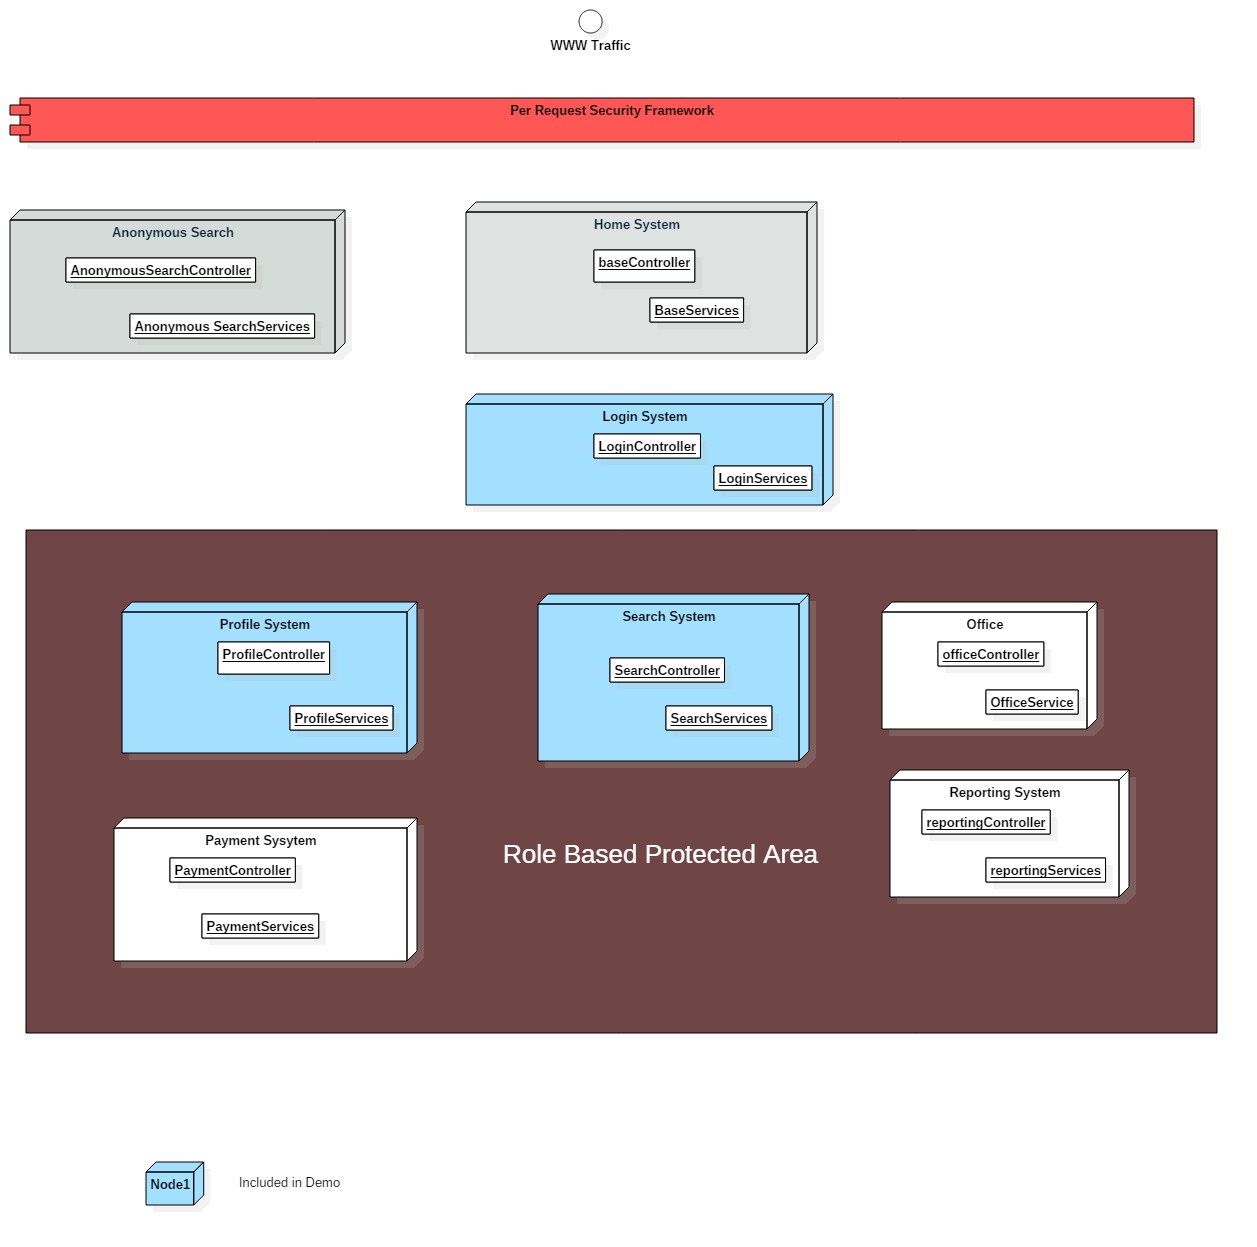 WWW Traffic
Per Request Security Framework
Anonymous Search
AnonymousSearchController
Anonymous SearchServices
Home System
baseController
BaseServices
Login System
LoginController
LoginServices
Profile System
ProfileController
ProfileServices
Search System
SearchController
SearchServices
Office
officeController
OfficeService
Reporting System
reportingController
reportingServices
Payment Sysytem
PaymentController
PaymentServices
Role Based Protected Area
Node1
Included in Demo